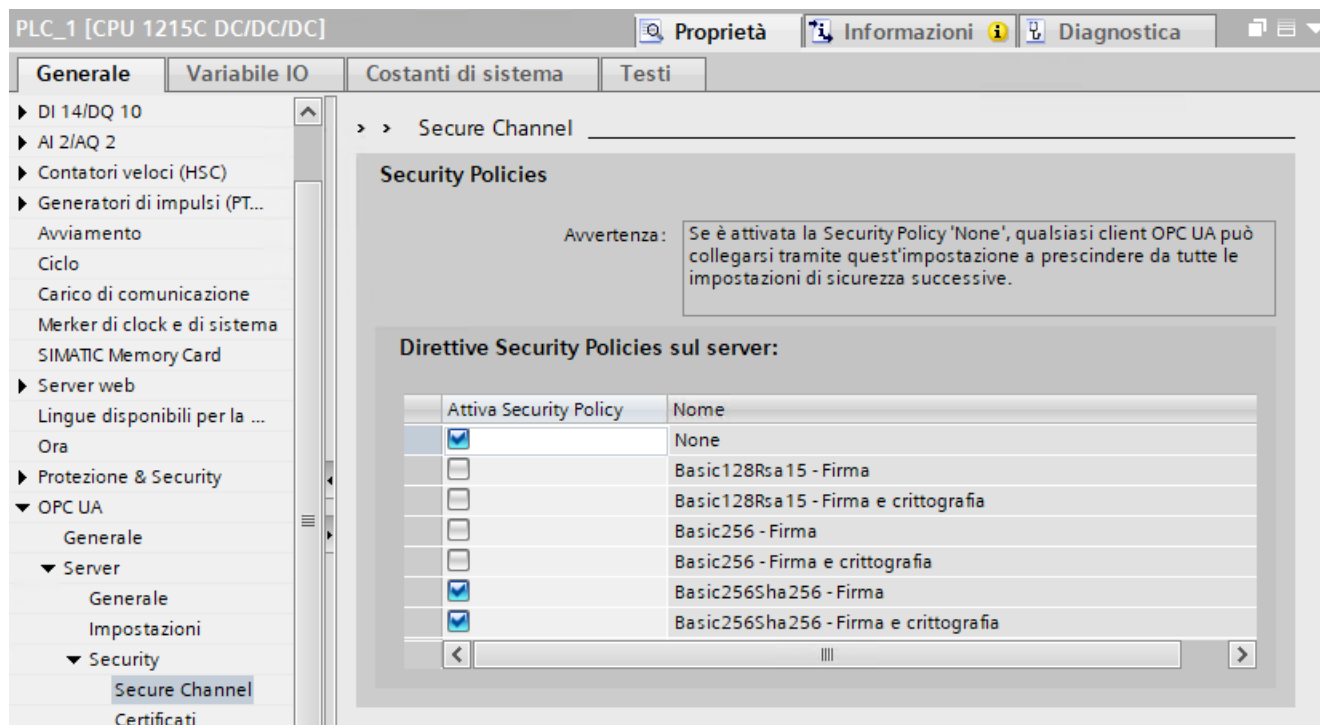 PLC_1 [CPU 1215C DC/DC/DC]
Proprietà
Informazioni
Diagnostica
Generale
Variabile IO
Costanti di sistema
Testi
DI 14/DQ 10
AI 2/AQ 2
Contatori veloci (HSC)
Generatori di impulsi (PT...
Avviamento
Ciclo
Carico di comunicazione
Merker di clock e di sistema
SIMATIC Memory Card
Server web
Lingue disponibili per la ...
Ora
Protezione & Security
OPC UA
Generale
Server
Generale
Impostazioni
Security
Secure Channel
Certificati
> > Secure Channel
Security Policies
Avvertenza:
Se è attivata la Security Policy 'None', qualsiasi client OPC UA può
collegarsi tramite quest'impostazione a prescindere da tutte le
impostazioni di sicurezza successive.
Direttive Security Policies sul server:
Attiva Security Policy Nome
None
Basic128Rsa15 - Firma
Basic128Rsa15 - Firma e crittografia
Basic256 - Firma
Basic256 - Firma e crittografia
Basic256Sha256 - Firma
Basic256Sha256 - Firma e crittografia